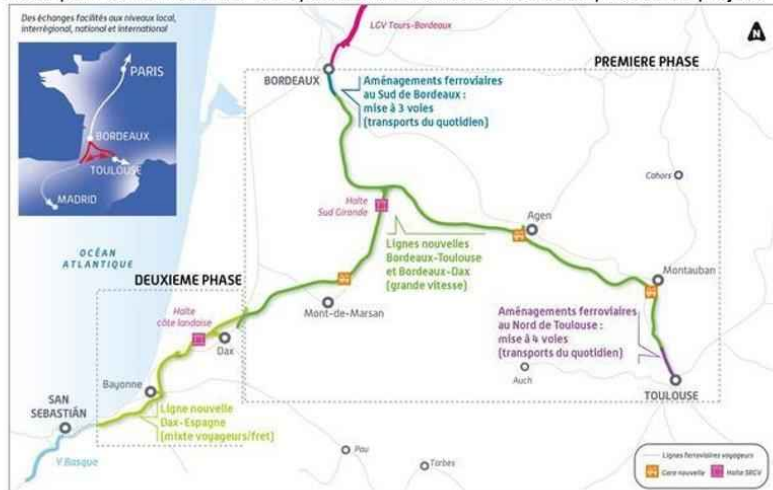 Des échanges facilités aux niveaux local,
interrégional, national et international
PARIS
BORDEAUX
TOULOUSE
MADRID
LGV Tours-Bordeaux
N
BORDEAUX
PREMIERE PHASE
Aménagements ferroviaires
au Sud de Bordeaux :
mise à 3 voies
(transports du quotidien)
Cahors
Halte
Sud Gironde
Agen
OCÉAN
ATLANTIQUE
Lignes nouvelles
Bordeaux-Toulouse
et Bordeaux-Dax
(grande vitesse)
Montauban
DEUXIÈME PHASE
Mont-de-Marsan
Halte
côte landaise
Dax
Aménagements ferroviaires
au Nord de Toulouse :
mise à 4 voies
(transports du quotidien)
Auch
TOULOUSE
Bayonne
SAN
SEBASTIÁN
Ligne nouvelle
Dax-Espagne
(mixte voyageurs/fret)
Y Basque
Pau
Tarbes
Lignes ferroviaires voyageurs
Gare nouvelle
Halte SRGV